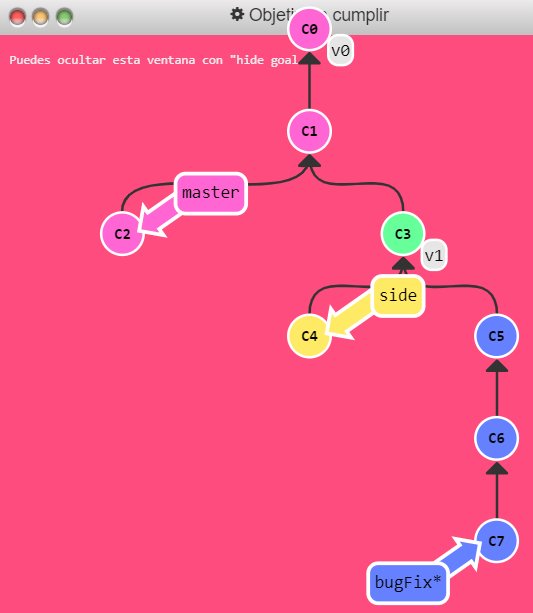 Objeti cumplir
C0
v0
Puedes ocultar esta ventana con "hide goal
C1
master
C2
C3
v1
side
C4
C5
C6
C7
bugFix*